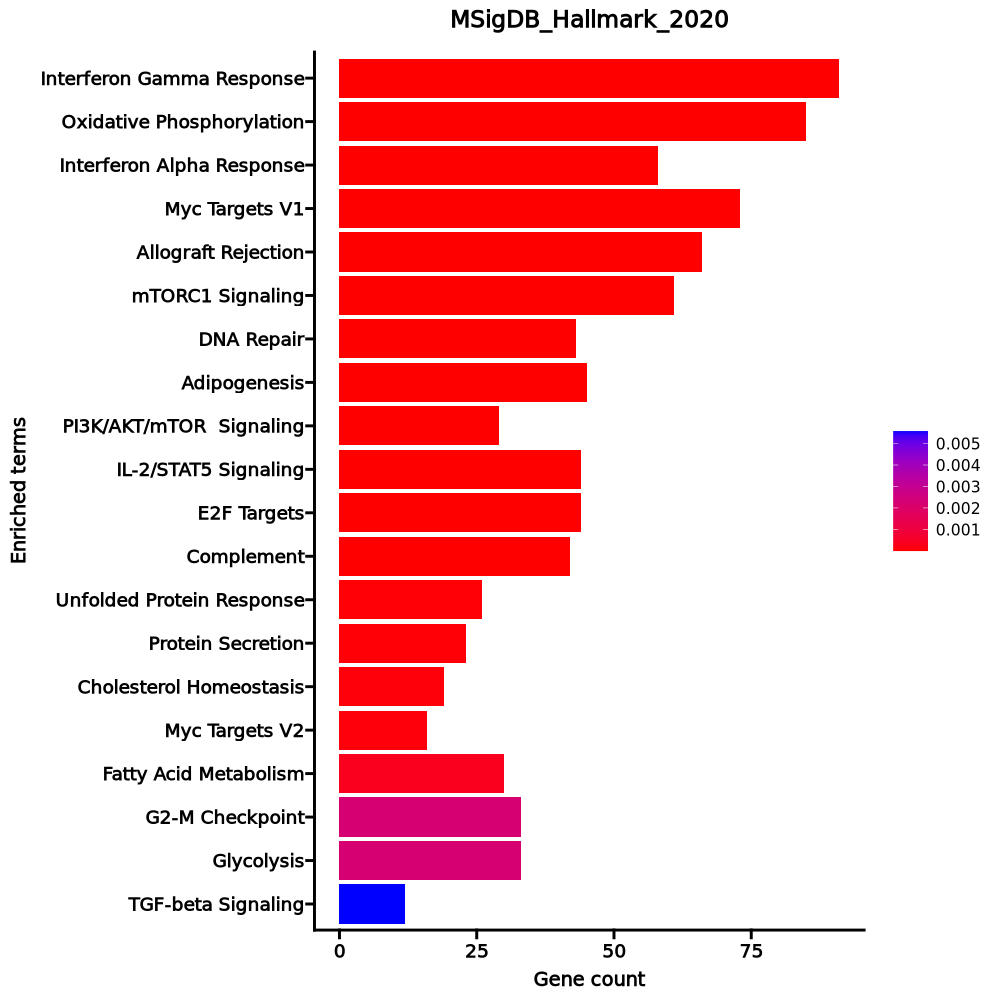 MSigDB_Hallmark_2020
Enriched terms
Interferon Gamma Response
Oxidative Phosphorylation
Interferon Alpha Response
Myc Targets V1
Allograft Rejection
mTORC1 Signaling
DNA Repair
Adipogenesis
PI3K/AKT/mTOR  Signaling
IL-2/STAT5 Signaling
E2F Targets
Complement
Unfolded Protein Response
Protein Secretion
Cholesterol Homeostasis
Myc Targets V2
Fatty Acid Metabolism
G2-M Checkpoint
Glycolysis
TGF-beta Signaling
0 25 50 75
Gene count
0.005
0.004
0.003
0.002
0.001